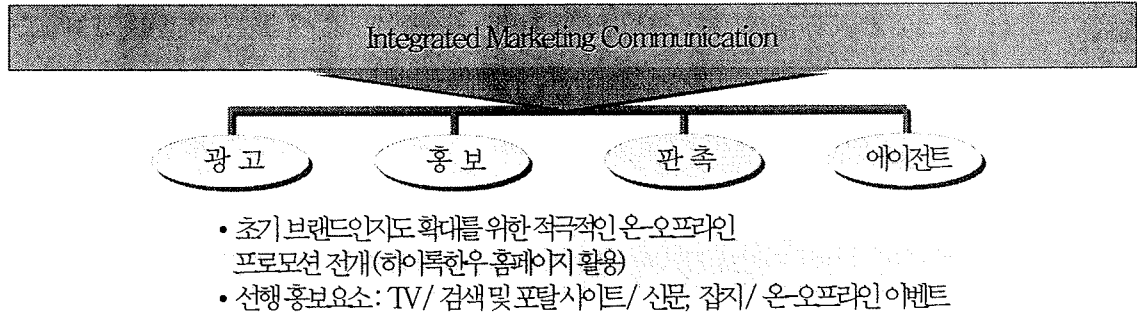 Integrated Marketing Communication
광 고
홍 보
판 촉
에이전트
• 초기 브랜드인지도 확대를 위한 적극적인 온-오프라인
프로모션 전개(하이록한우 홈페이지 활용)
• 선행 홍보요소: TV / 검색 및 포탈 사이트 / 신문, 잡지 / 온-오프라인 이벤트